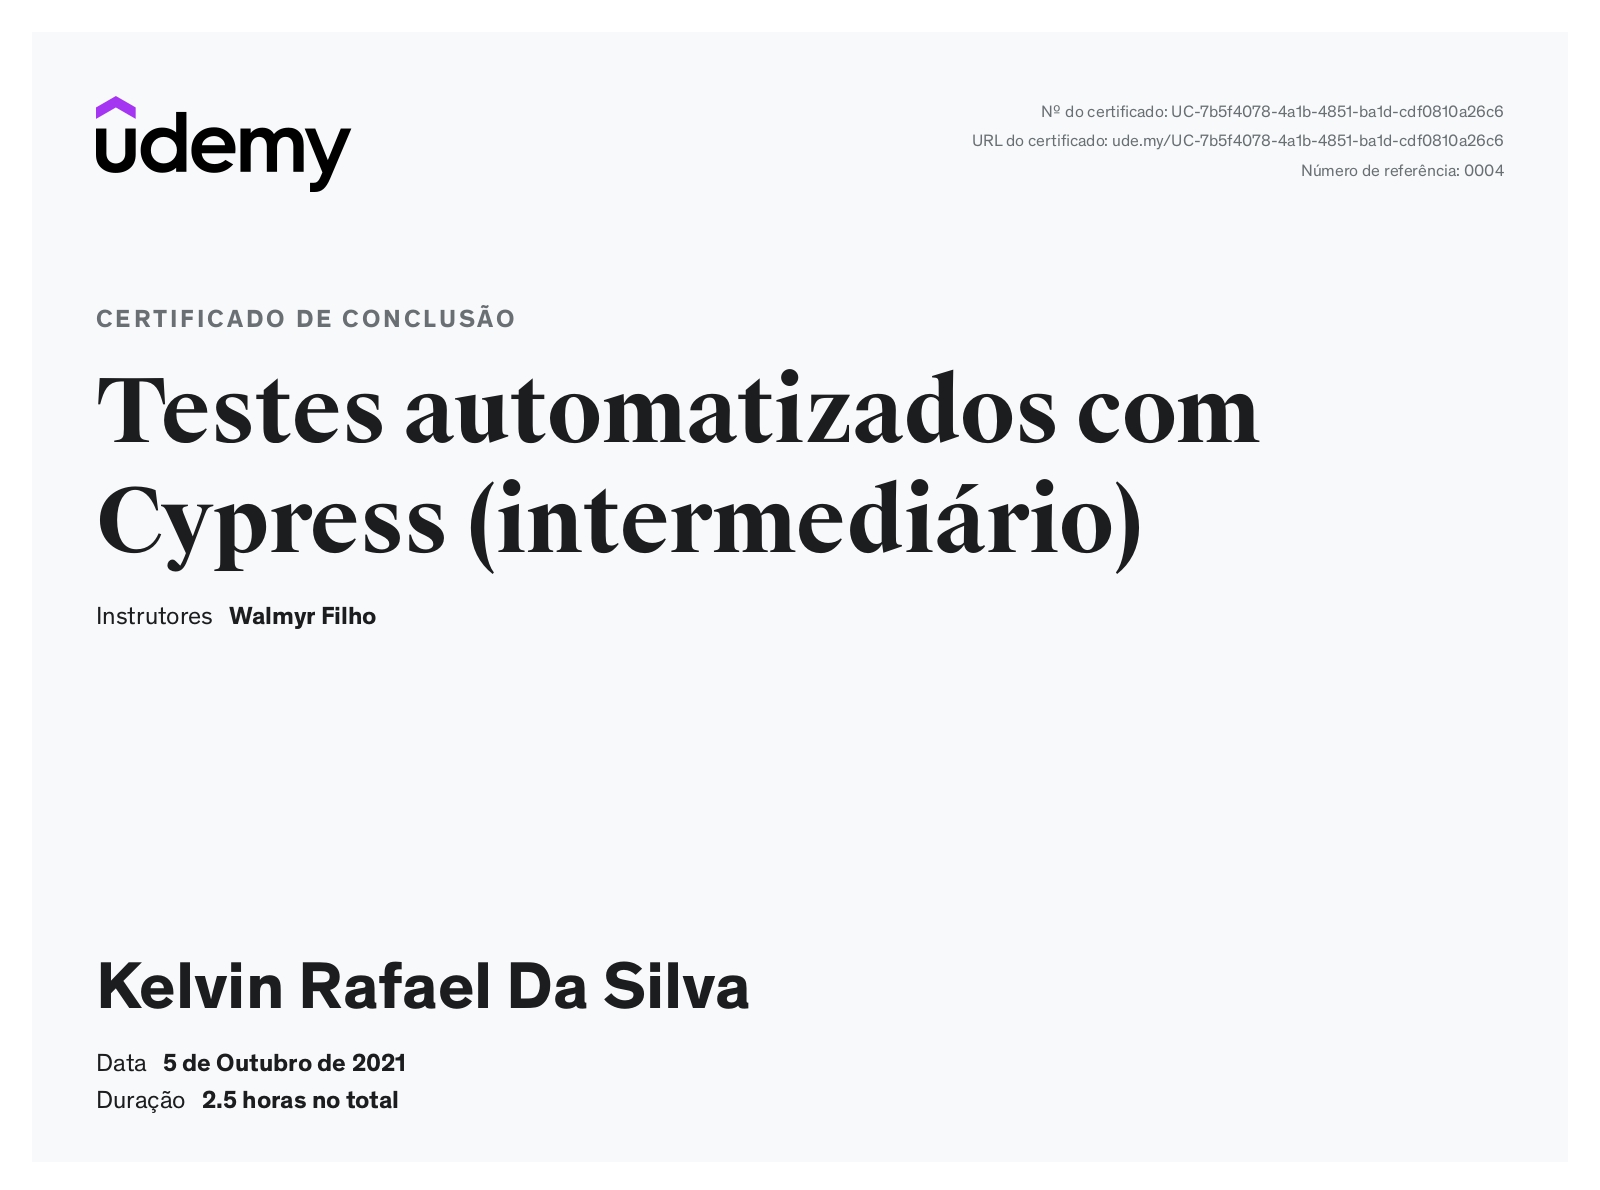 udemy
Nº do certificado: UC-7b5f4078-4a1b-4851-ba1d-cdf0810a26c6
URL do certificado: ude.my/UC-7b5f4078-4a1b-4851-ba1d-cdf0810a26c6
Número de referência: 0004
CERTIFICADO DE CONCLUSÃO
Testes automatizados com
Cypress (intermediário)
Instrutores Walmyr Filho
Kelvin Rafael Da Silva
Data 5 de Outubro de 2021
Duração 2.5 horas no total